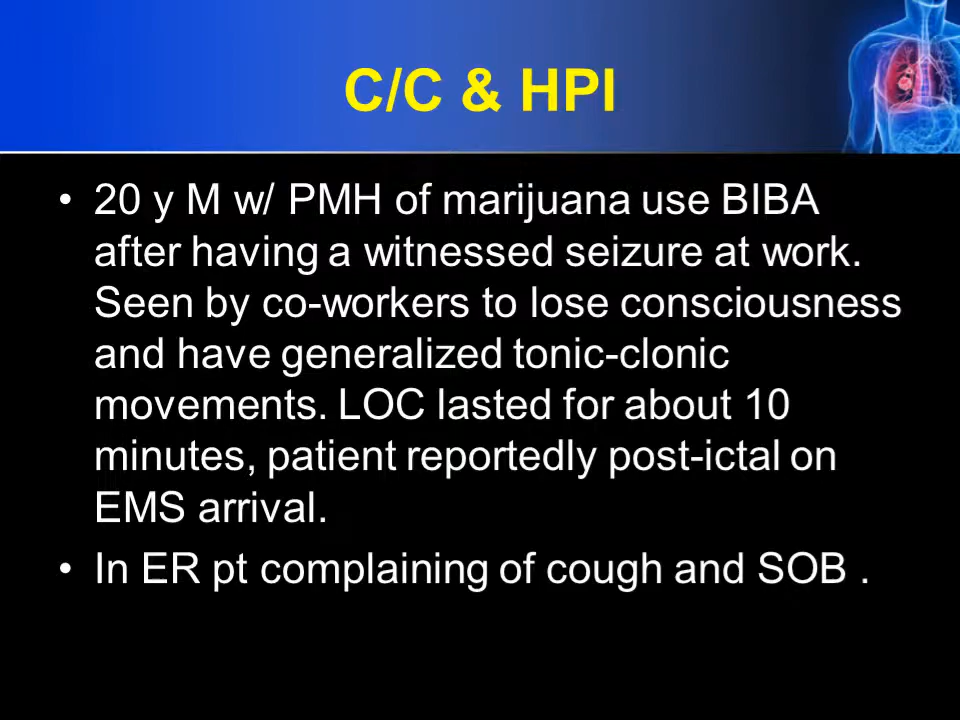 C/C & HPI
• 20 y M w/ PMH of marijuana use BIBA
after having a witnessed seizure at work.
Seen by co-workers to lose consciousness
and have generalized tonic-clonic
movements. LOC lasted for about 10
minutes, patient reportedly post-ictal on
EMS arrival.
• In ER pt complaining of cough and SOB .